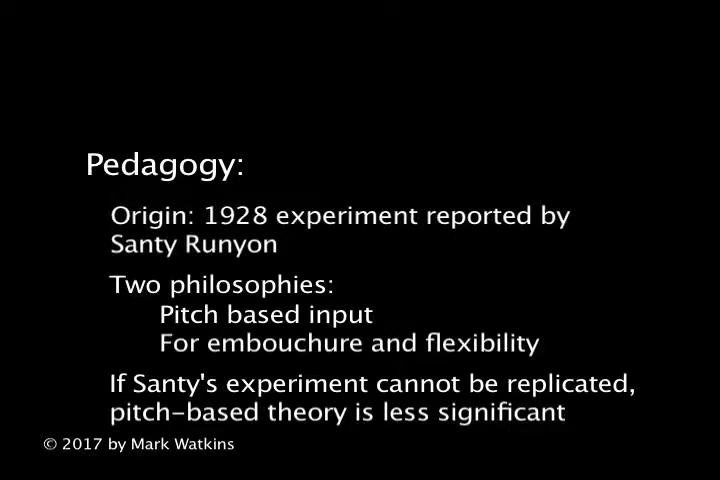 Pedagogy:
Origin: 1928 experiment reported by
Santy Runyon
Two philosophies:
Pitch based input
For embouchure and flexibility
If Santy's experiment cannot be replicated,
pitch-based theory is less significant
© 2017 by Mark Watkins